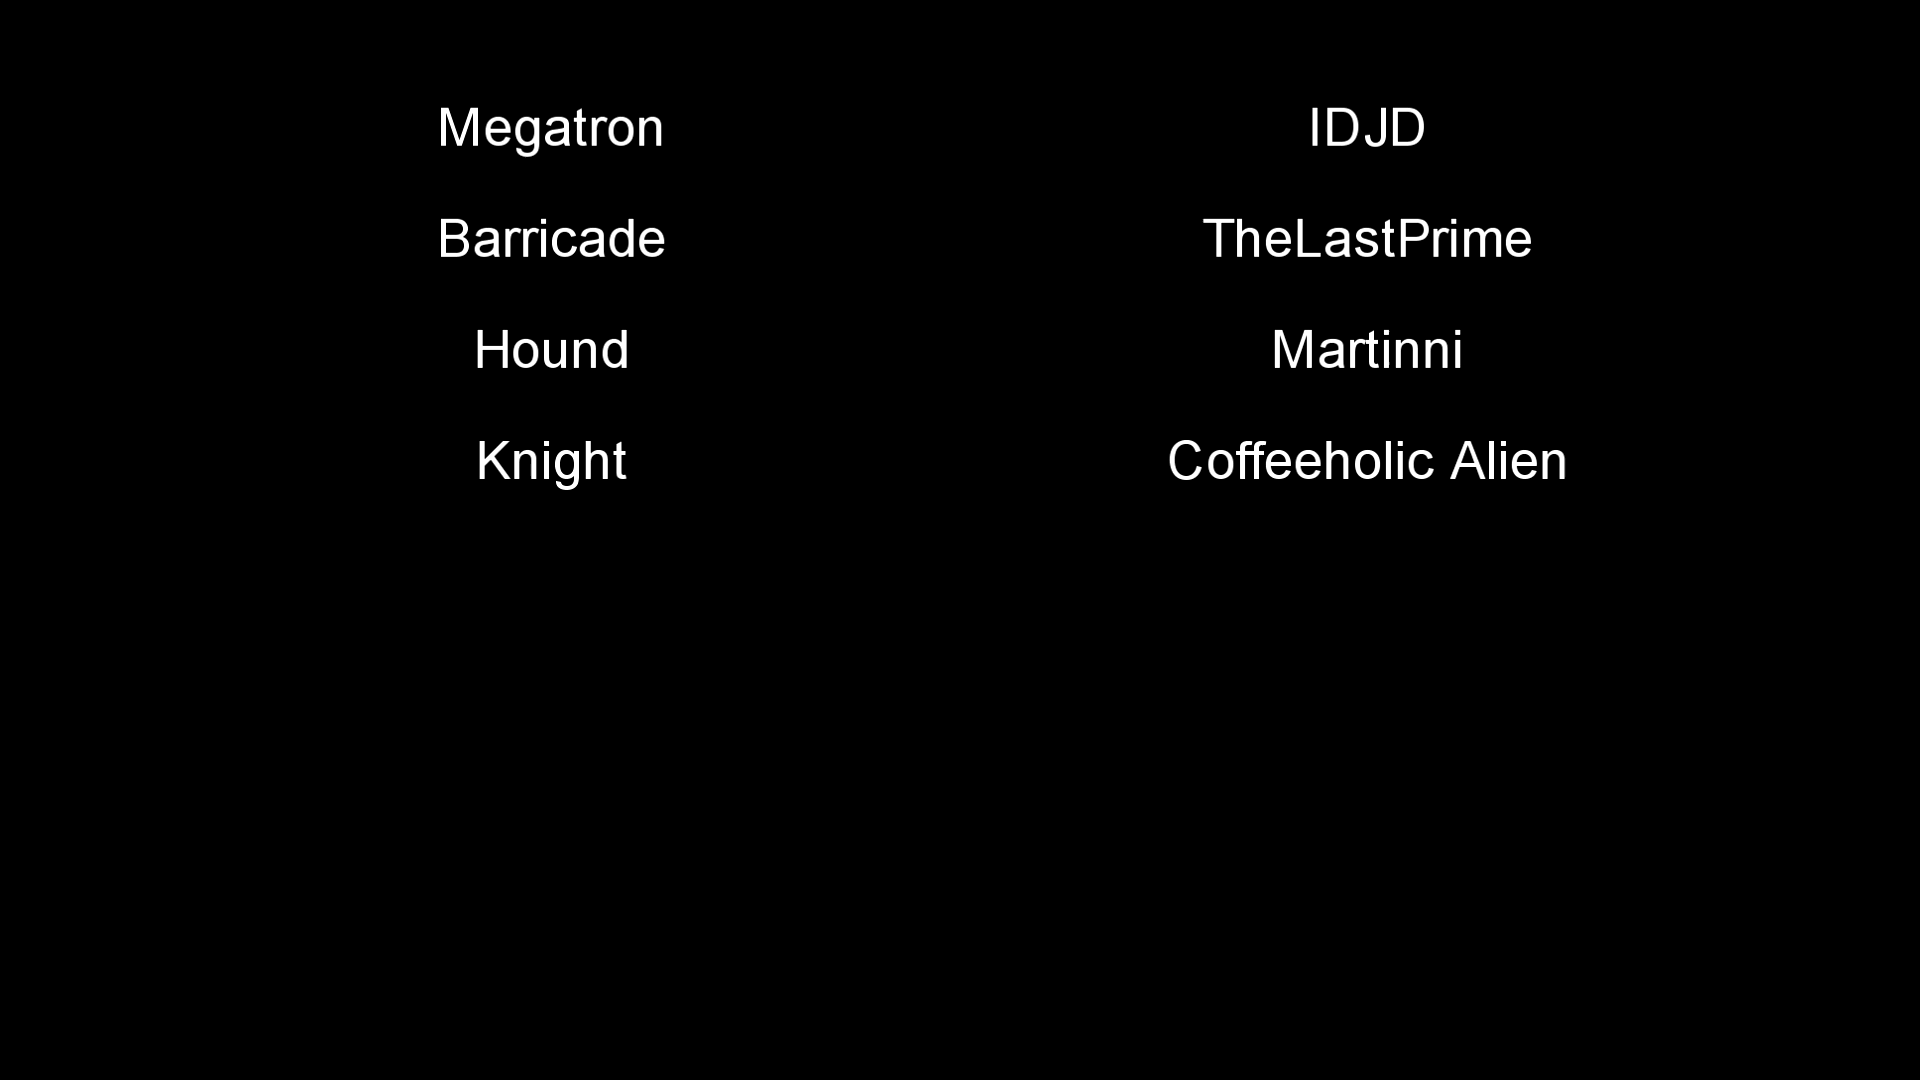 Megatron IDJD
Barricade TheLastPrime
Hound Martinni
Knight Coffeeholic Alien